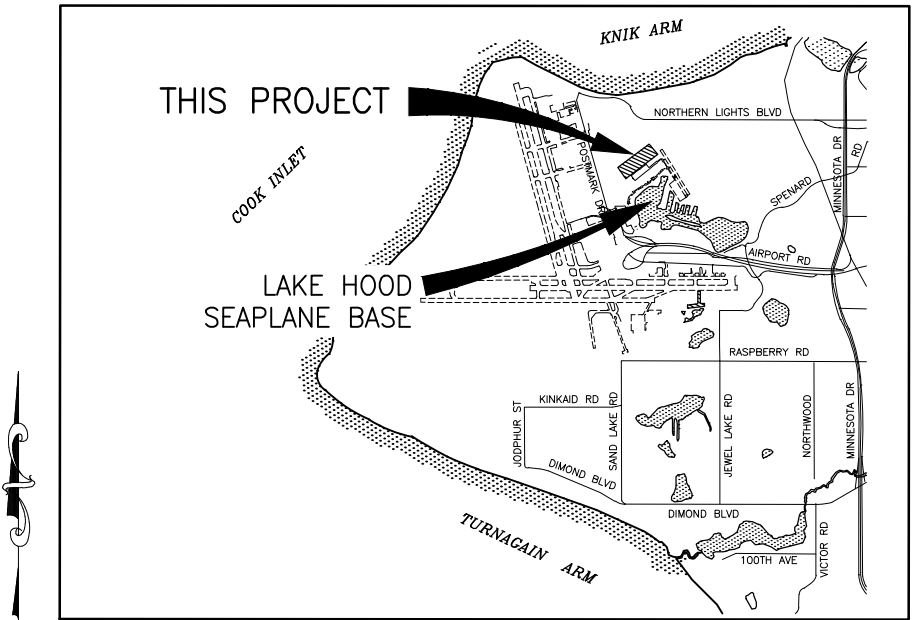 KNIK ARM
THIS PROJECT
NORTHERN LIGHTS BLVD
COOK INLET
POSTMARK DR
MINNESOTA DR
RD
SPENARD
AIRPORT RD
LAKE HOOD
SEAPLANE BASE
RASPBERRY RD
KINKAID RD
JODPHUR ST
SAND LAKE RD
JEWEL LAKE RD
NORTHWOOD
MINNESOTA DR
DIMOND BLVD
DIMOND BLVD
TURNAGAIN ARM
100TH AVE
VICTOR RD